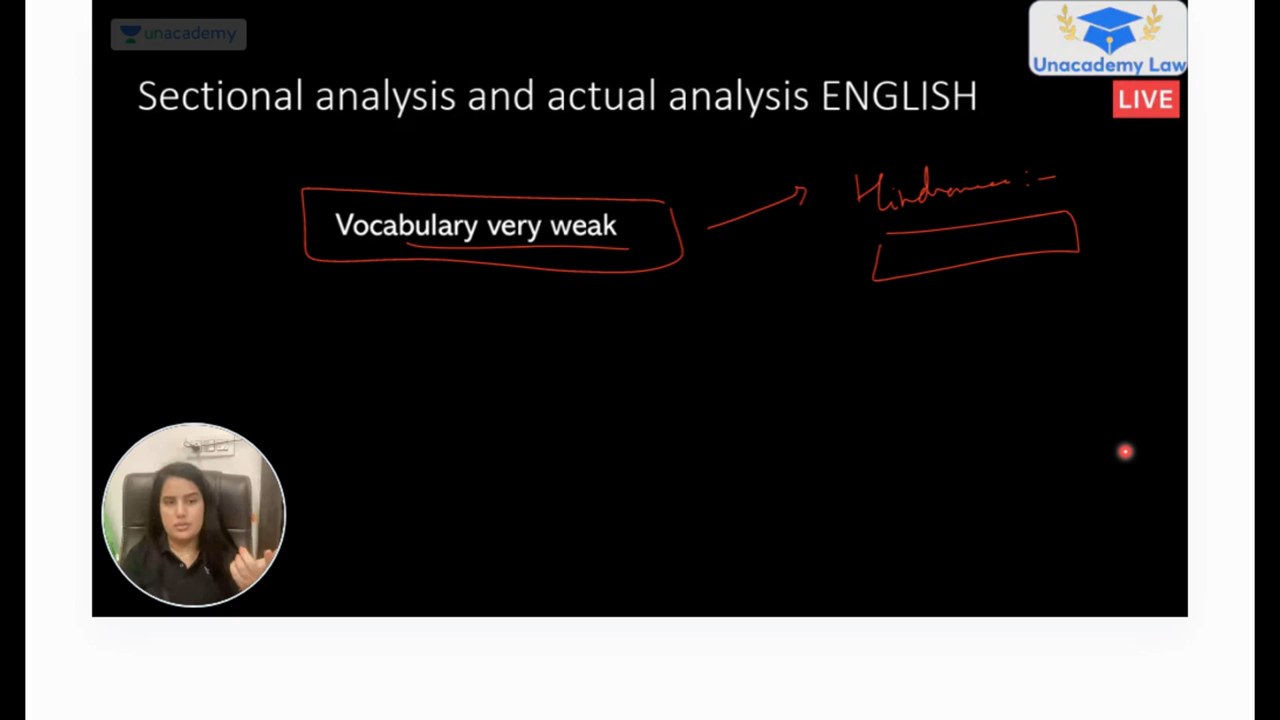 unacademy
Unacademy Law
LIVE
Sectional analysis and actual analysis ENGLISH
Vocabulary very weak
Hindrance :-